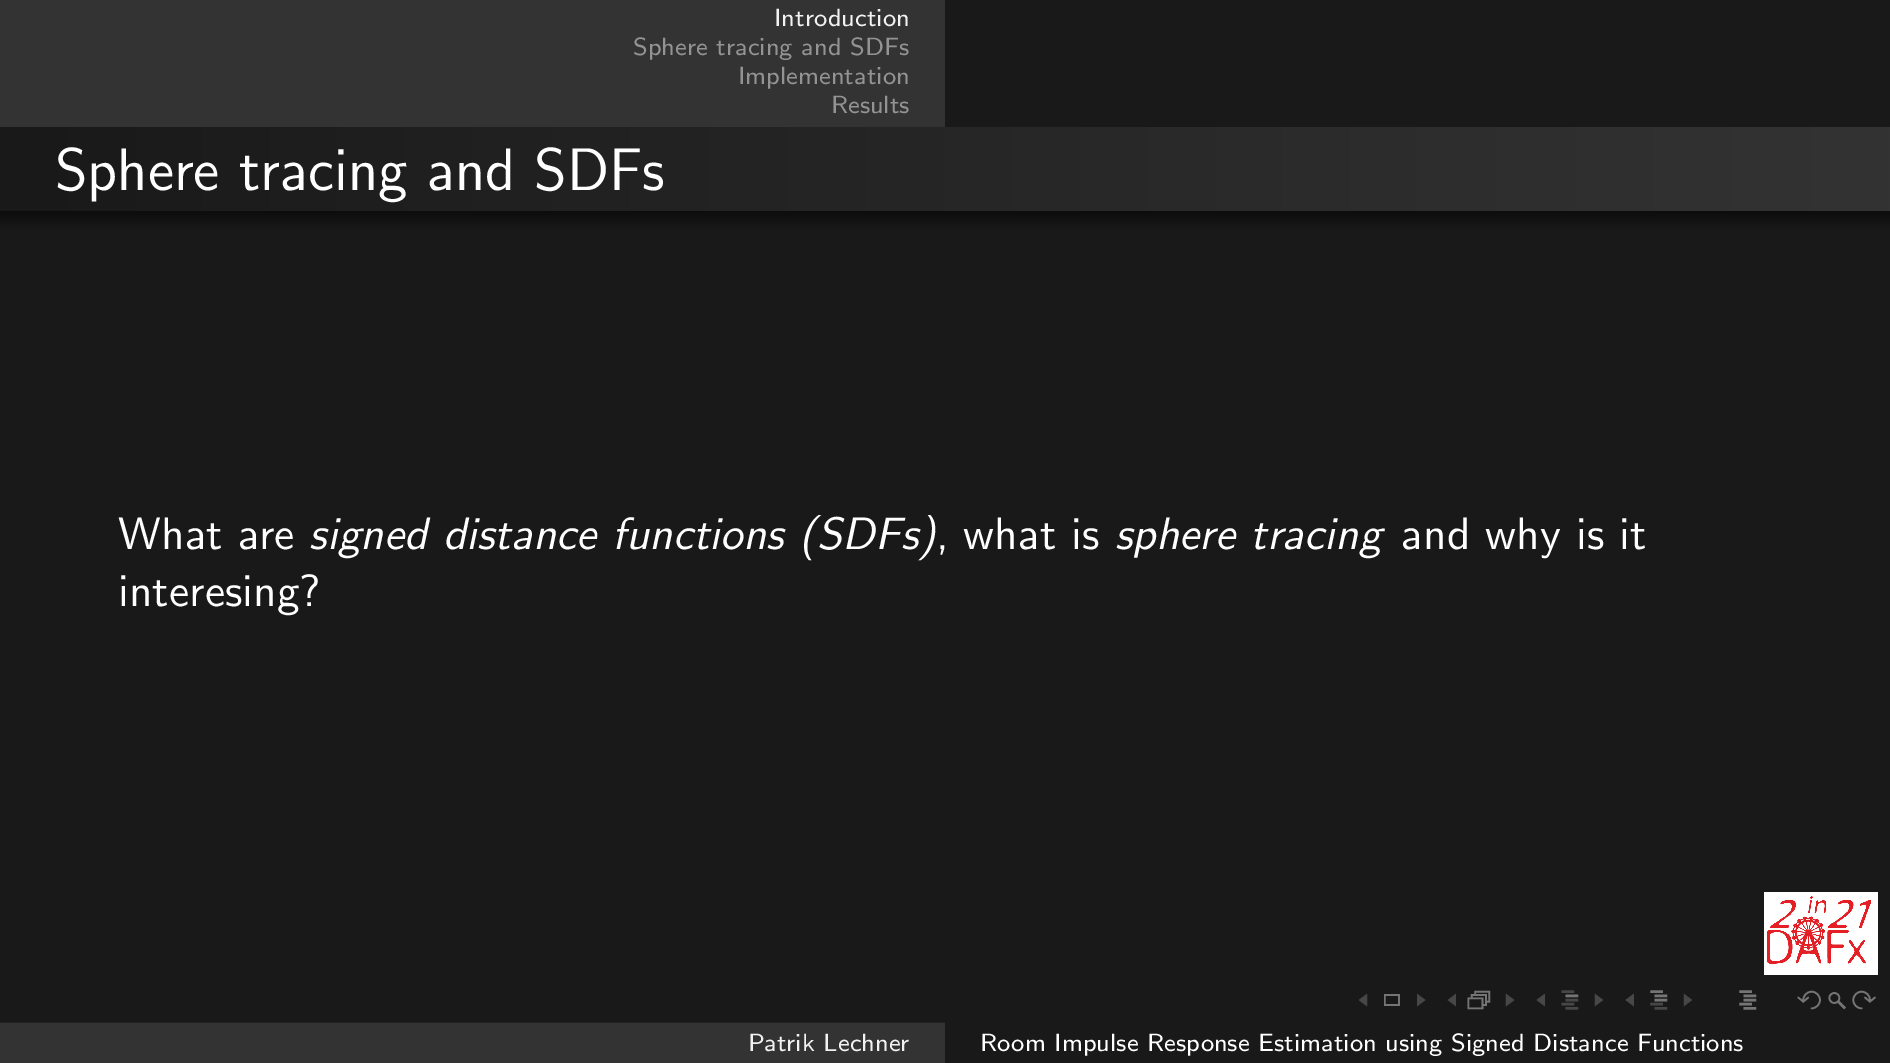 Introduction
Sphere tracing and SDFs
Implementation
Results
Sphere tracing and SDFs
What are signed distance functions (SDFs), what is sphere tracing and why is it
interesing?
2 in 21
DAFx
Patrik Lechner
Room Impulse Response Estimation using Signed Distance Functions